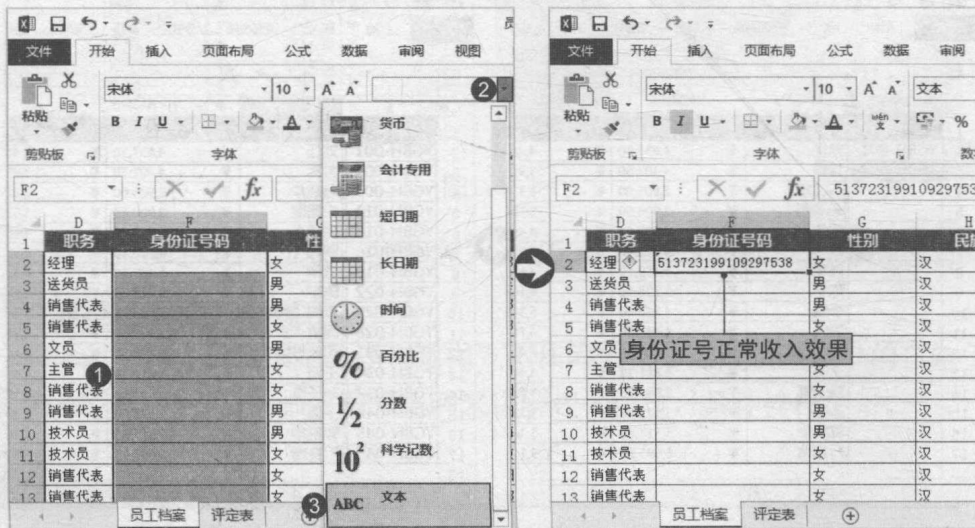 员
文件 开始 插入 页面布局 公式 数据 审阅 视图
宋体 10 A A 2
粘贴 B I U A
剪贴板 字体
F2 fx
D F G
1 职务 身份证号码 性
2 经理 女
3 送货员 男
4 销售代表 男
5 销售代表 女
6 文员 男
7 主管 女
1
8 销售代表 女
9 销售代表 男
10 技术员 男
11 技术员 女
12 销售代表 女
13 销售代表 女
员工档案 评定表
货币
会计专用
短日期
长日期
时间
% 百分比
1/2 分数
10² 科学记数
3 ABC 文本
文件 开始 插入 页面布局 公式 数据 审阅
宋体 10 A A 文本
粘贴 B I U A wén 文 %
剪贴板 字体 数
F2 fx 51372319910929753
D F G H
1 职务 身份证号码 性别 民
2 经理 513723199109297538 女 汉
3 送货员 男 汉
4 销售代表 男 汉
5 销售代表 女 汉
6 文员 男 汉
身份证号正常收入效果
7 主管 女 汉
8 销售代表 女 汉
9 销售代表 男 汉
10 技术员 男 汉
11 技术员 女 汉
12 销售代表 女 汉
13 销售代表 女 汉
员工档案 评定表